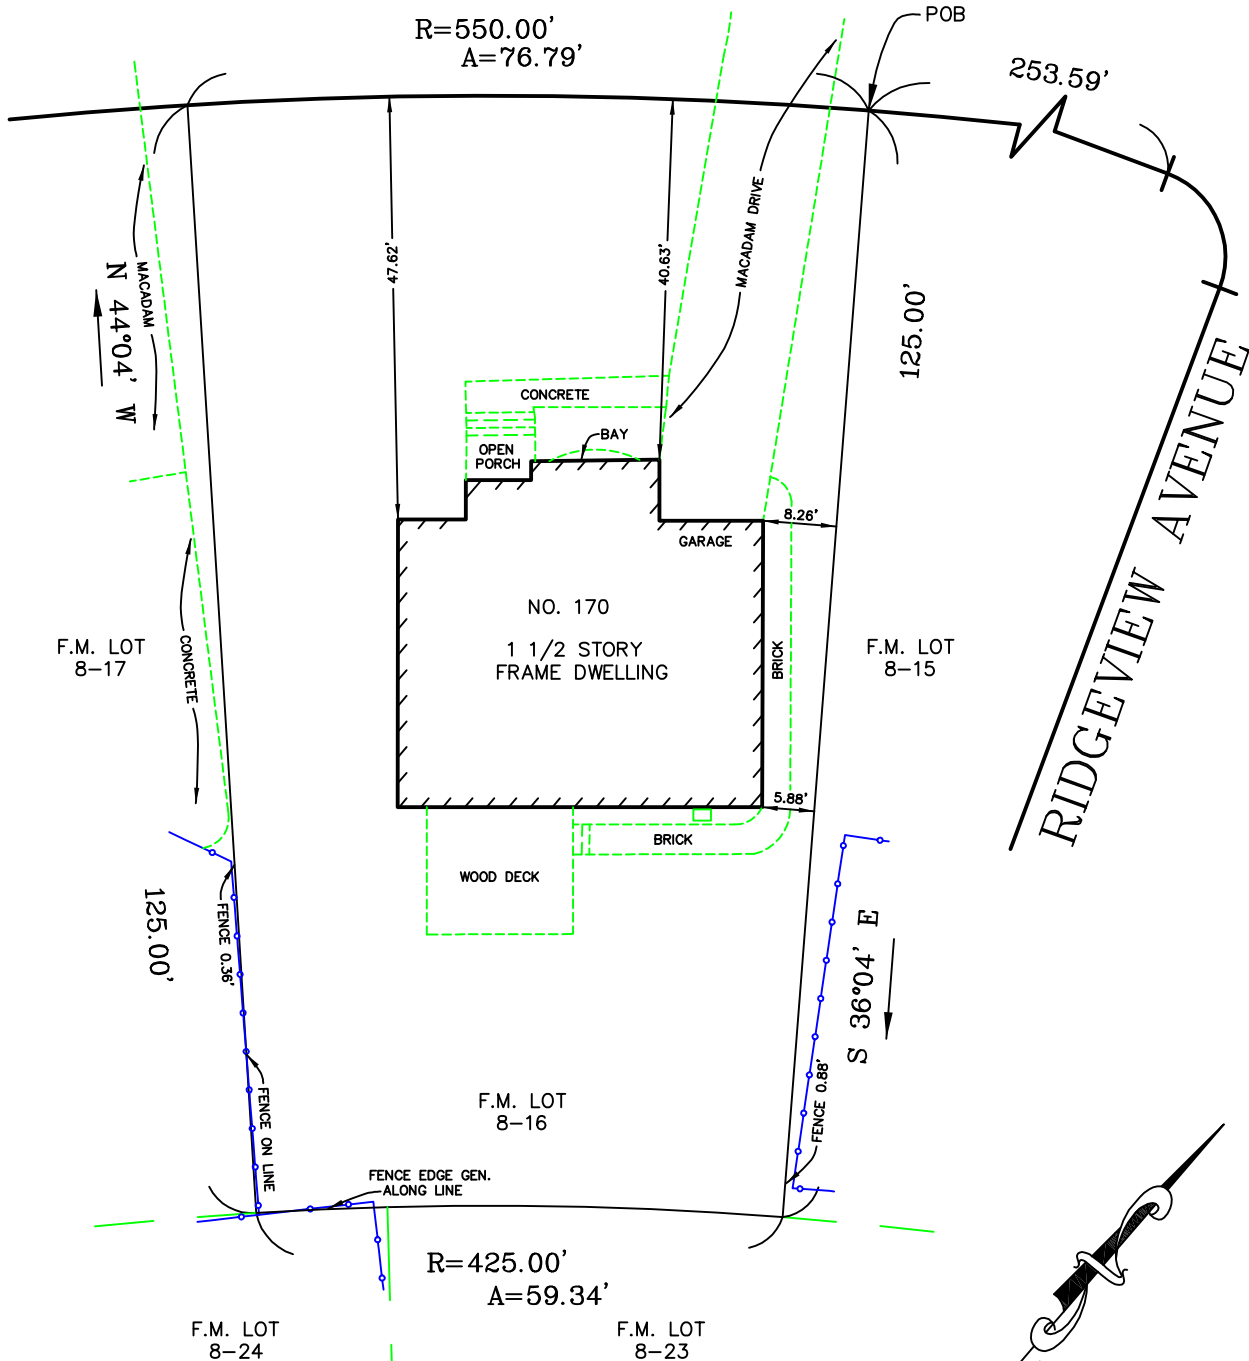 R=550.00'
A=76.79'
POB
253.59'
47.62'
40.63'
MACADAM DRIVE
MACADAM
N 44°04' W
125.00'
CONCRETE
BAY
OPEN
PORCH
8.26'
GARAGE
NO. 170
1 1/2 STORY
FRAME DWELLING
BRICK
F.M. LOT
8-17
CONCRETE
F.M. LOT
8-15
RIDGEVIEW AVENUE
5.88'
BRICK
WOOD DECK
FENCE 0.36'
125.00'
S 36°04' E
FENCE 0.88'
FENCE ON LINE
F.M. LOT
8-16
FENCE EDGE GEN.
ALONG LINE
R=425.00'
A=59.34'
F.M. LOT
8-24
F.M. LOT
8-23